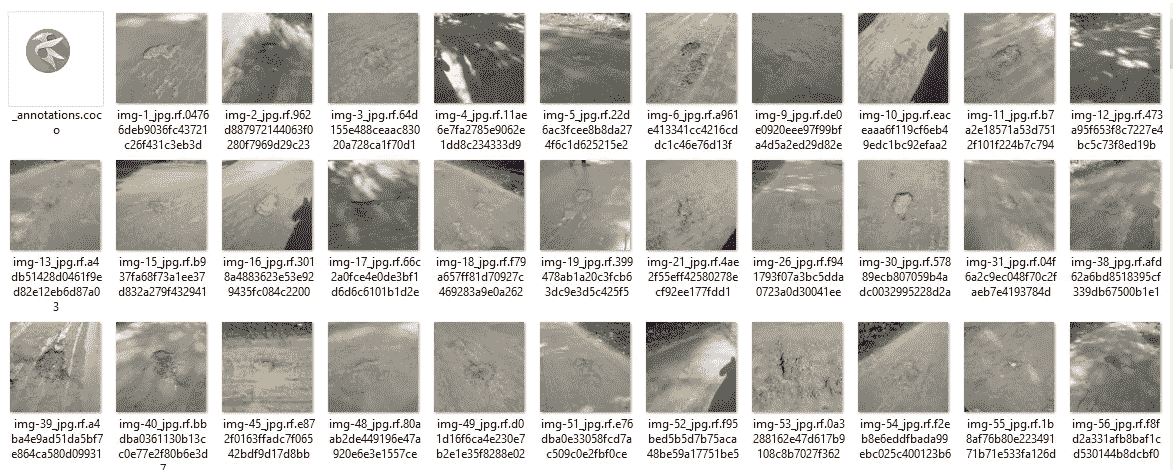 _annotations.coc
o
img-1_jpg.rf.0476
6deb9036fc43721
c26f431c3eb3d
img-2_jpg.rf.962
d887972144063f0
280f7969d29c23
img-3_jpg.rf.64d
155e488ceaac830
20a728ca1f70d1
img-4_jpg.rf.11ae
6e7fa2785e9062e
1dd8c234333d9
img-5_jpg.rf.22d
6ac3fcee8b8da27
4f6c1d625215e2
img-6_jpg.rf.a961
e413341cc4216cd
dc1c46e76d13f
img-9_jpg.rf.de0
e0920eee97f99bf
a4d5a2ed29d82e
img-10_jpg.rf.eac
eaaa6f119cf6eb4
9edc1bc92efaa2
img-11_jpg.rf.b7
a2e18571a53d751
2f101f224b7c794
img-12_jpg.rf.473
a95f653f8c7227e4
bc5c73f8ed19b
img-13_jpg.rf.a4
db51428d0461f9e
d82e12eb6d87a0
3
img-15_jpg.rf.b9
37fa68f73a1ee37
d832a279f432941
img-16_jpg.rf.301
8a4883623e53e92
9435fc084c2200
img-17_jpg.rf.66c
2a0fce4e0de3bf1
d6d6c6101b1d2e
img-18_jpg.rf.f79
a657ff81d70927c
469283a9e0a262
img-19_jpg.rf.399
478ab1a20c3fcb6
3dc9e3d5c425f5
img-21_jpg.rf.4ae
2f55eff42580278e
cf92ee177fdd1
img-26_jpg.rf.f94
1793f07a3bc5dda
0723a0d30041ee
img-30_jpg.rf.578
89ecb807059b4a
dc0032995228d2a
img-31_jpg.rf.04f
6a2c9ec048f70c2f
aeb7e4193784d
img-38_jpg.rf.afd
62a6bd8518395cf
339db67500b1e1
img-39_jpg.rf.a4
ba4e9ad51da5bf7
e864ca580d09931
img-40_jpg.rf.bb
dba0361130b13c
c0e77e2f80b6e3d
7
img-45_jpg.rf.e87
2f0163ffadc7f065
42bdf9d17d8bb
img-48_jpg.rf.80a
ab2de449196e47a
920e6e3e1557ce
img-49_jpg.rf.d0
1d16f6ca4e230e7
b2e1e35f8288e02
img-51_jpg.rf.e76
dba0e33058fcd7a
c509c0e2fbf0ce
img-52_jpg.rf.f95
bed5b5d7b75aca
48be59a17751be5
img-53_jpg.rf.0a3
288162e47d617b9
108c8b7027f362
img-54_jpg.rf.f2e
b8e6eddfbada99
ebc025c400123b6
img-55_jpg.rf.1b
8af76b80e223491
71b71e533fa126d
img-56_jpg.rf.f8f
d2a331afb8baf1c
d530144b8dcbf0